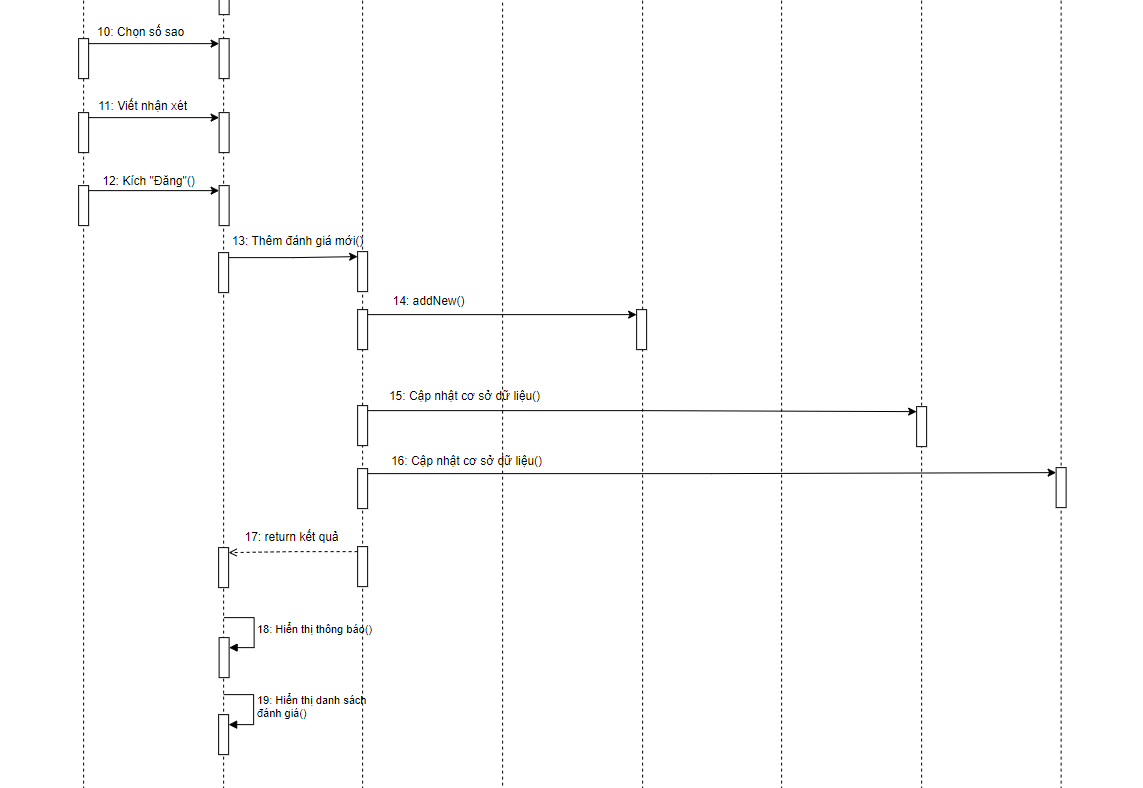 10: Chọn số sao
11: Viết nhận xét
12: Kích "Đăng"()
13: Thêm đánh giá mới()
14: addNew()
15: Cập nhật cơ sở dữ liệu()
16: Cập nhật cơ sở dữ liệu()
17: return kết quả
18: Hiển thị thông báo()
19: Hiển thị danh sách
đánh giá()